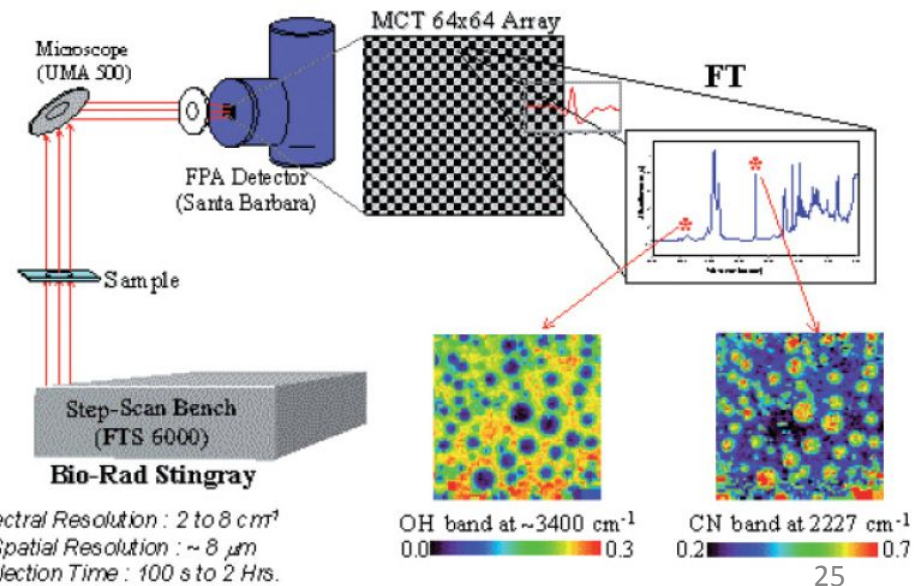 MCT 64x64 Array
Microscope
(UMA 500)
FT
FPA Detector
(Santa Barbara)
Sample
Step-Scan Bench
(FTS 6000)
Bio-Rad Stingray
ectral Resolution : 2 to 8 cm-1
Spatial Resolution : ~ 8 μm
lection Time : 100 s to 2 Hrs.
OH band at ~3400 cm-1
0.0 0.3
CN band at 2227 cm-1
0.2 0.7
25